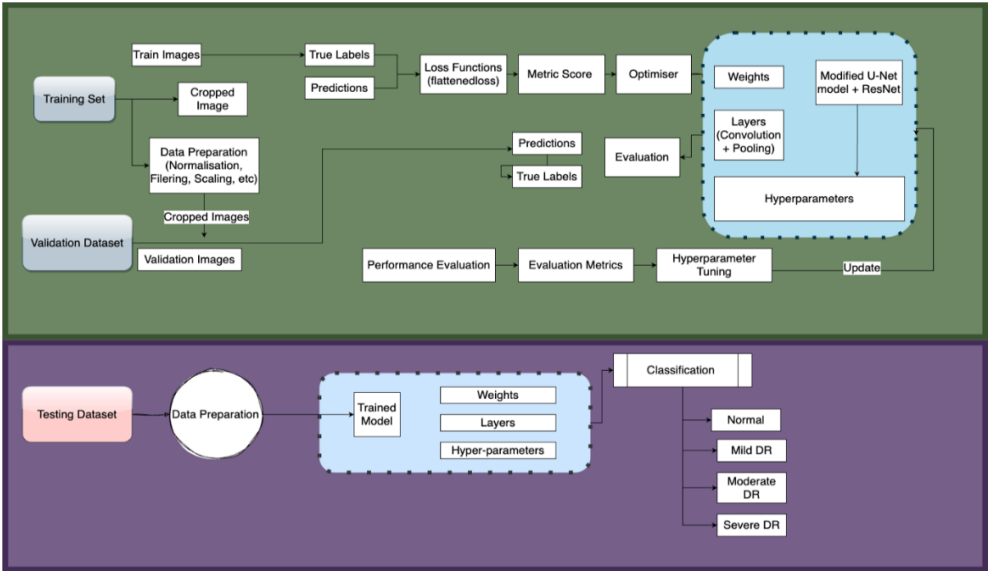 Train Images
True Labels
Predictions
Loss Functions
(flattenedloss)
Metric Score
Optimiser
Weights
Modified U-Net
model + ResNet
Training Set
Cropped
Image
Layers
(Convolution
+ Pooling)
Data Preparation
(Normalisation,
Filering, Scaling, etc)
Predictions
True Labels
Evaluation
Hyperparameters
Cropped Images
Validation Dataset
Validation Images
Performance Evaluation
Evaluation Metrics
Hyperparameter
Tuning
Update
Testing Dataset
Data Preparation
Trained
Model
Weights
Layers
Hyper-parameters
Classification
Normal
Mild DR
Moderate
DR
Severe DR